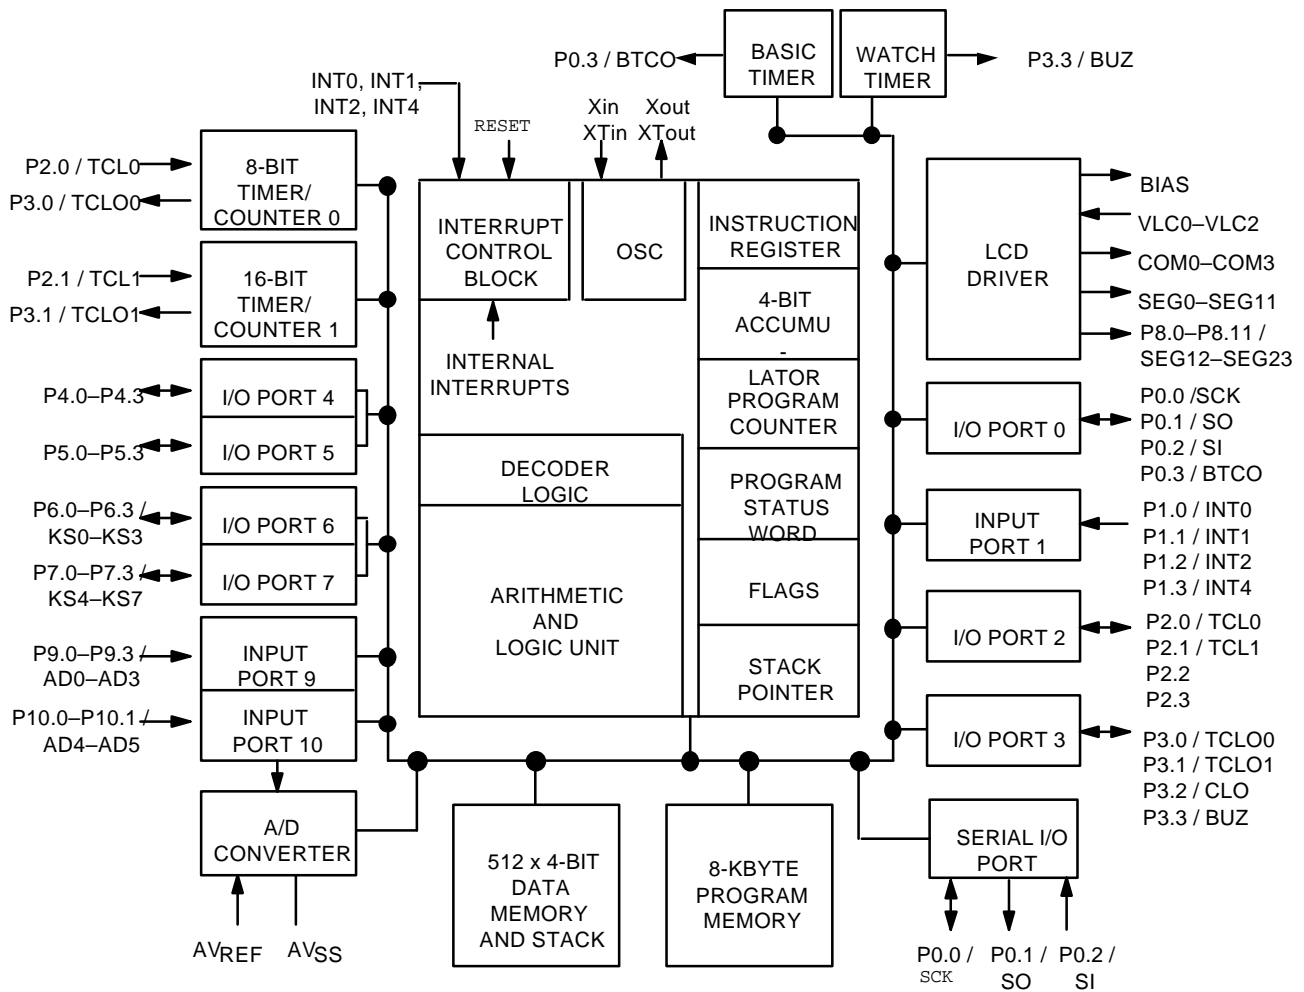 P0.3 / BTCO
BASIC
TIMER
WATCH
TIMER
P3.3 / BUZ
INT0, INT1,
INT2, INT4
RESET
Xin
XTin
Xout
XTout
P2.0 / TCL0
P3.0 / TCLO0
8-BIT
TIMER/
COUNTER 0
P2.1 / TCL1
P3.1 / TCLO1
16-BIT
TIMER/
COUNTER 1
P4.0–P4.3
I/O PORT 4
P5.0–P5.3
I/O PORT 5
P6.0–P6.3 /
KS0–KS3
I/O PORT 6
P7.0–P7.3 /
KS4–KS7
I/O PORT 7
P9.0–P9.3 /
AD0–AD3
INPUT
PORT 9
P10.0–P10.1 /
AD4–AD5
INPUT
PORT 10
A/D
CONVERTER
AVREF
AVSS
INTERRUPT
CONTROL
BLOCK
OSC
INTERNAL
INTERRUPTS
DECODER
LOGIC
ARITHMETIC
AND
LOGIC UNIT
INSTRUCTION
REGISTER
4-BIT
ACCUMU
-
LATOR
PROGRAM
COUNTER
PROGRAM
STATUS
WORD
FLAGS
STACK
POINTER
512 x 4-BIT
DATA
MEMORY
AND STACK
8-KBYTE
PROGRAM
MEMORY
LCD
DRIVER
BIAS
VLC0–VLC2
COM0–COM3
SEG0–SEG11
P8.0–P8.11 /
SEG12–SEG23
I/O PORT 0
P0.0 /SCK
P0.1 / SO
P0.2 / SI
P0.3 / BTCO
INPUT
PORT 1
P1.0 / INT0
P1.1 / INT1
P1.2 / INT2
P1.3 / INT4
I/O PORT 2
P2.0 / TCL0
P2.1 / TCL1
P2.2
P2.3
I/O PORT 3
P3.0 / TCLO0
P3.1 / TCLO1
P3.2 / CLO
P3.3 / BUZ
SERIAL I/O
PORT
P0.0 /
SCK
P0.1 /
SO
P0.2 /
SI